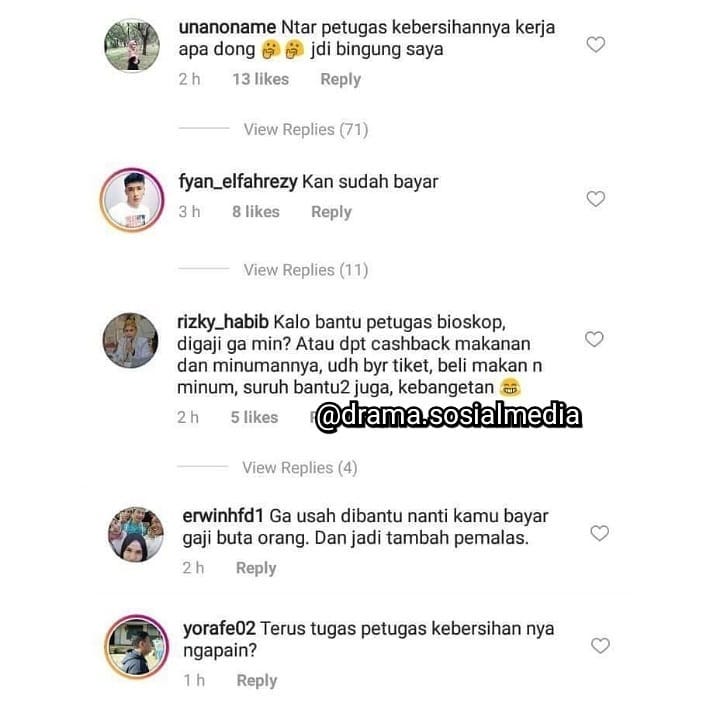 unanoname Ntar petugas kebersihannya kerja
apa dong 🤔🤔 jdi bingung saya
2 h 13 likes Reply
View Replies (71)
fyan_elfahrezy Kan sudah bayar
3 h 8 likes Reply
View Replies (11)
rizky_habib Kalo bantu petugas bioskop,
digaji ga min? Atau dpt cashback makanan
dan minumannya, udh byr tiket, beli makan n
minum, suruh bantu2 juga, kebangetan 😂
2 h 5 likes
@drama.sosialmedia
View Replies (4)
erwinhfd1 Ga usah dibantu nanti kamu bayar
gaji buta orang. Dan jadi tambah pemalas.
2 h Reply
yorafe02 Terus tugas petugas kebersihan nya
ngapain?
1 h Reply